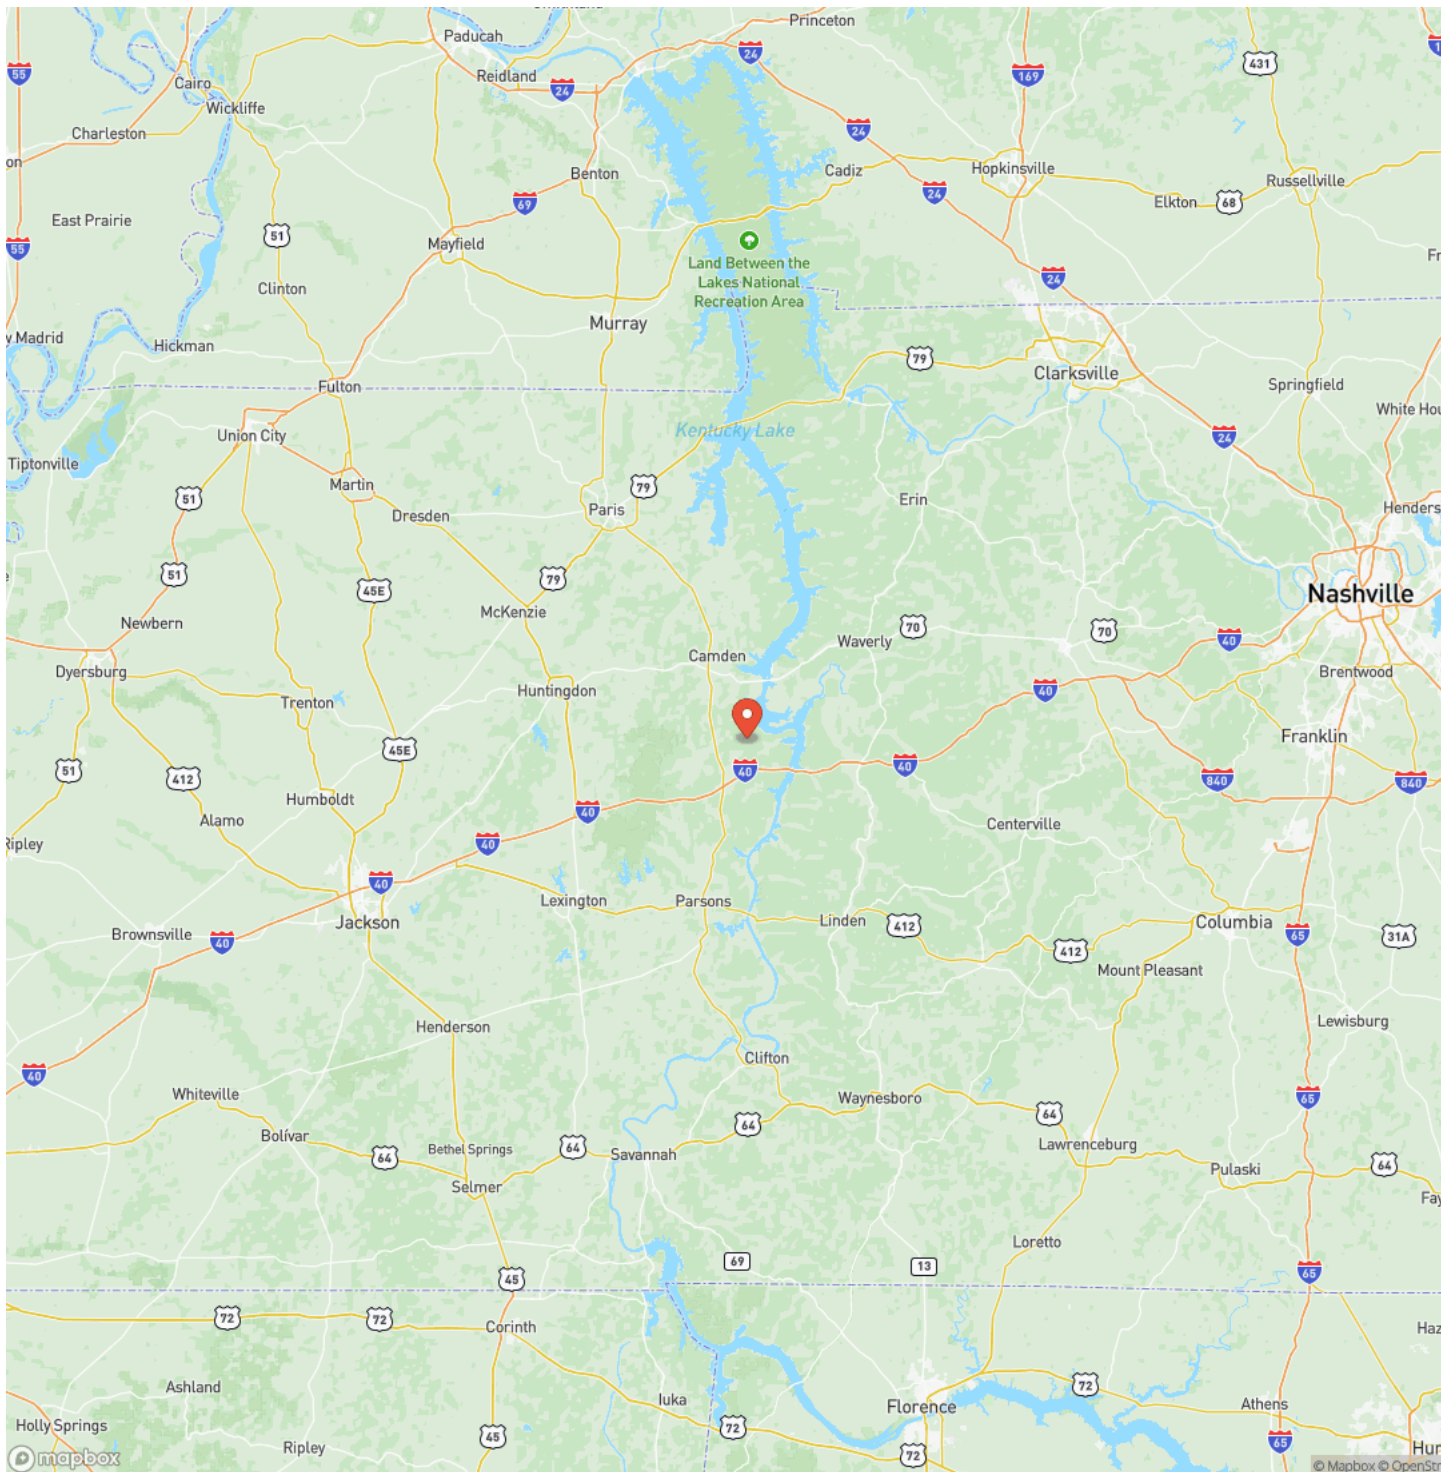 Princeton
Paducah
24
431
Reidland
55
169
Cairo
24
Wickliffe
Charleston
24
Benton
Cadiz
Hopkinsville
Russellville
69
24
Elkton
68
East Prairie
51
55
Mayfield
Land Between the
Lakes National
Recreation Area
24
Clinton
Murray
Hickman
79
Clarksville
Fulton
Springfield
White Hou
Kentucky Lake
24
Union City
Tiptonville
Martin
79
51
Erin
Paris
Dresden
Henders
51
79
45E
Nashville
McKenzie
Newbern
70
70
Waverly
40
Camden
Dyersburg
Brentwood
Huntingdon
40
Trenton
Franklin
45E
51
412
40
40
840
840
Humboldt
40
Alamo
Centerville
40
Ripley
40
Lexington
Parsons
Jackson
Linden
412
Columbia
Brownsville
40
65
31A
412
Mount Pleasant
Henderson
Lewisburg
Clifton
40
Whiteville
Waynesboro
65
64
64
Bolívar
Lawrenceburg
Bethel Springs
64
64
Savannah
64
Pulaski
Selmer
Loretto
69
13
65
45
72
72
Corinth
Ashland
72
Iuka
Florence
Athens
Holly Springs
72
45
65
Ripley
72
mapbox
© Mapbox © OpenStr